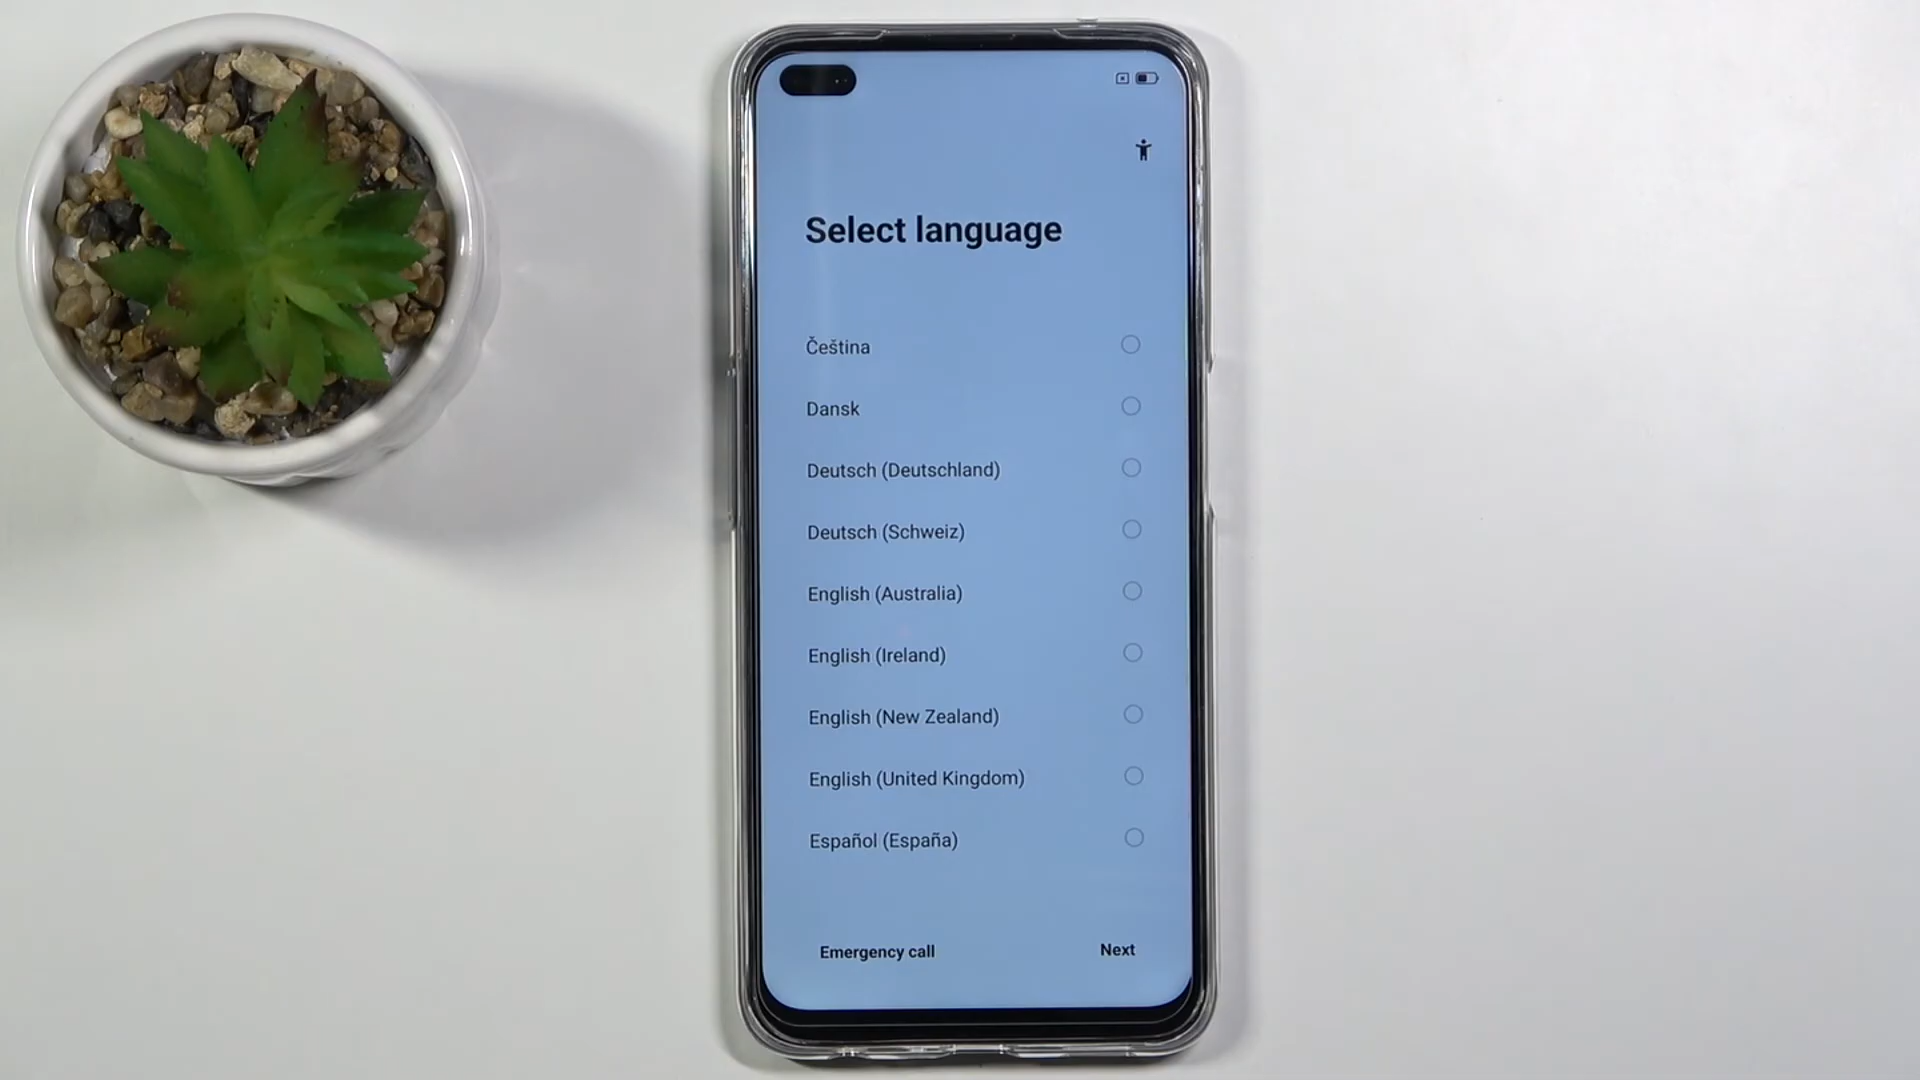 Select language
Čeština
Dansk
Deutsch (Deutschland)
Deutsch (Schweiz)
English (Australia)
English (Ireland)
English (New Zealand)
English (United Kingdom)
Español (España)
Emergency call
Next